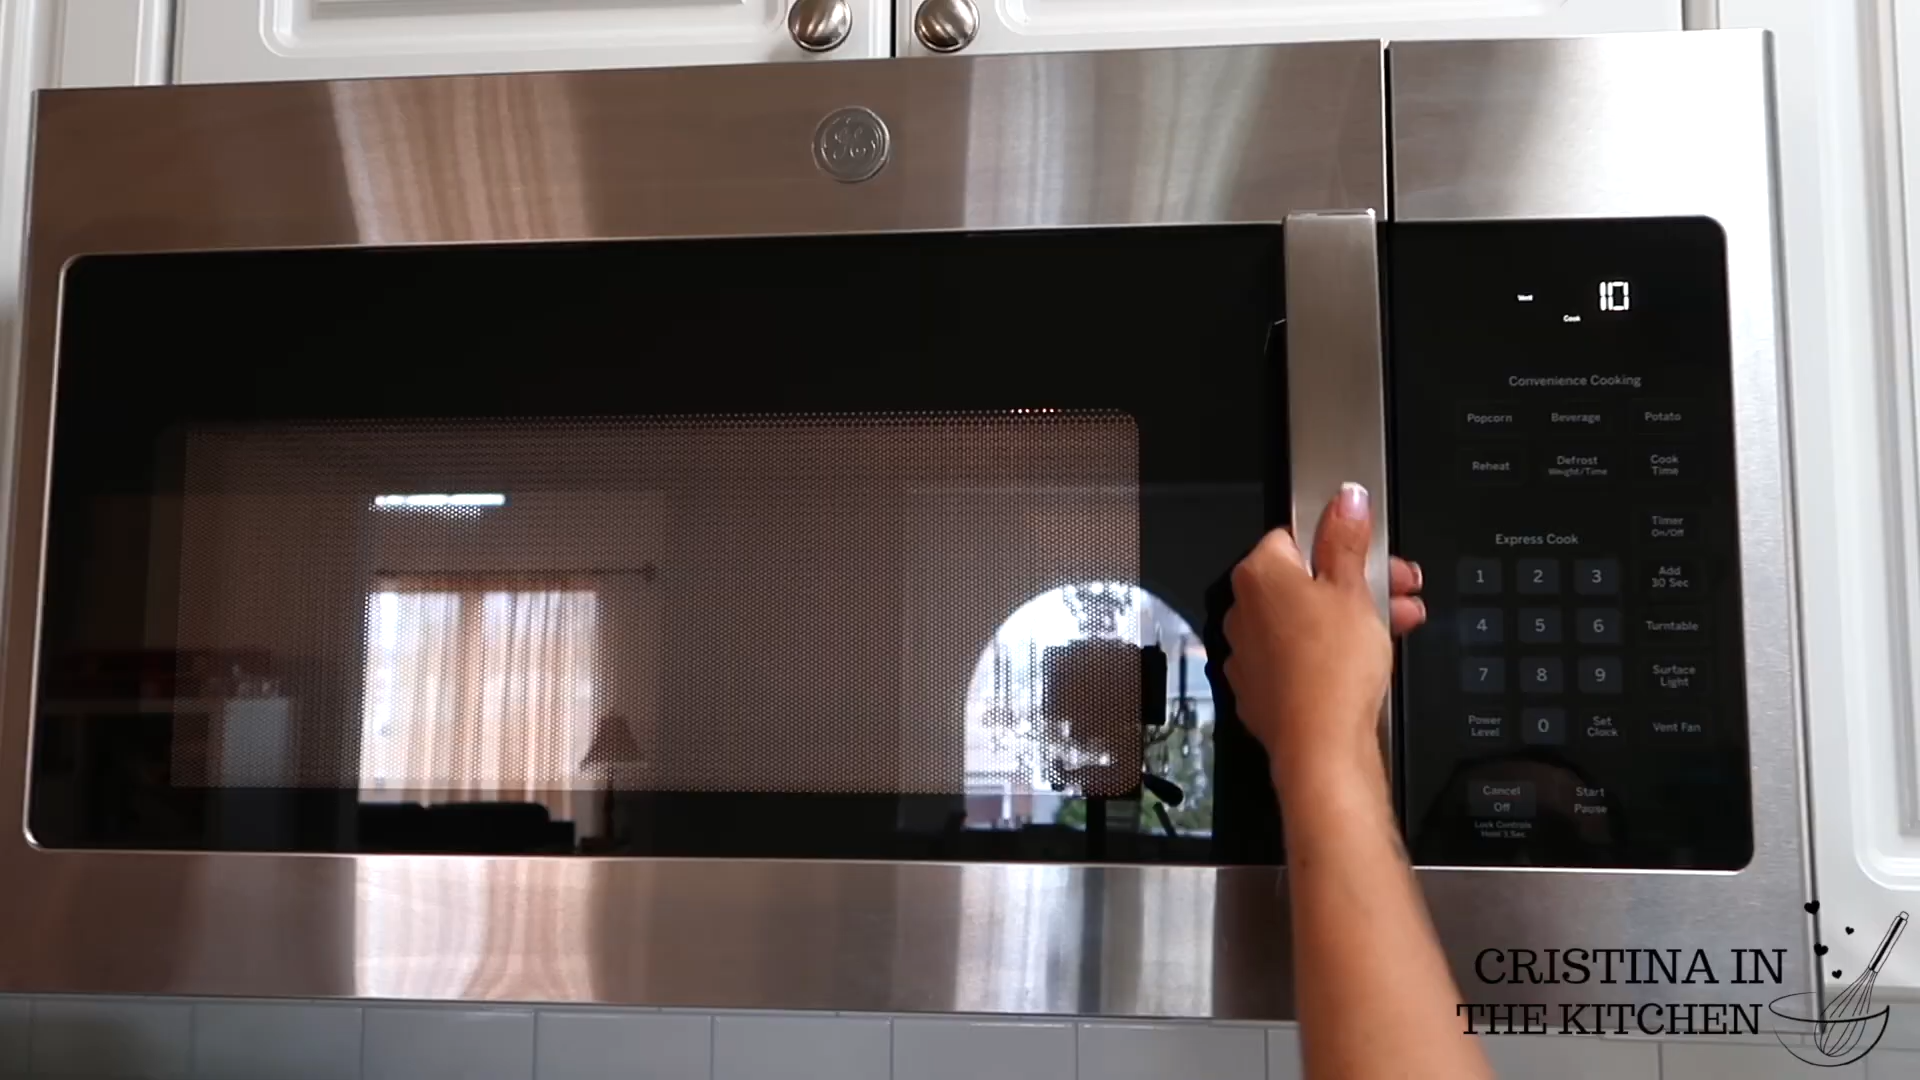 GE
Vent
10
Cook
Convenience Cooking
Popcorn Beverage Potato
Reheat Defrost Cook
Weight/Time Time
Timer
On/Off
Express Cook
1 2 3 Add
30 Sec
4 5 6 Turntable
7 8 9 Surface
Light
Power 0 Set Vent Fan
Level Clock
Cancel Start
Off Pause
Lock Controls
Hold 3 Sec
CRISTINA IN
THE KITCHEN